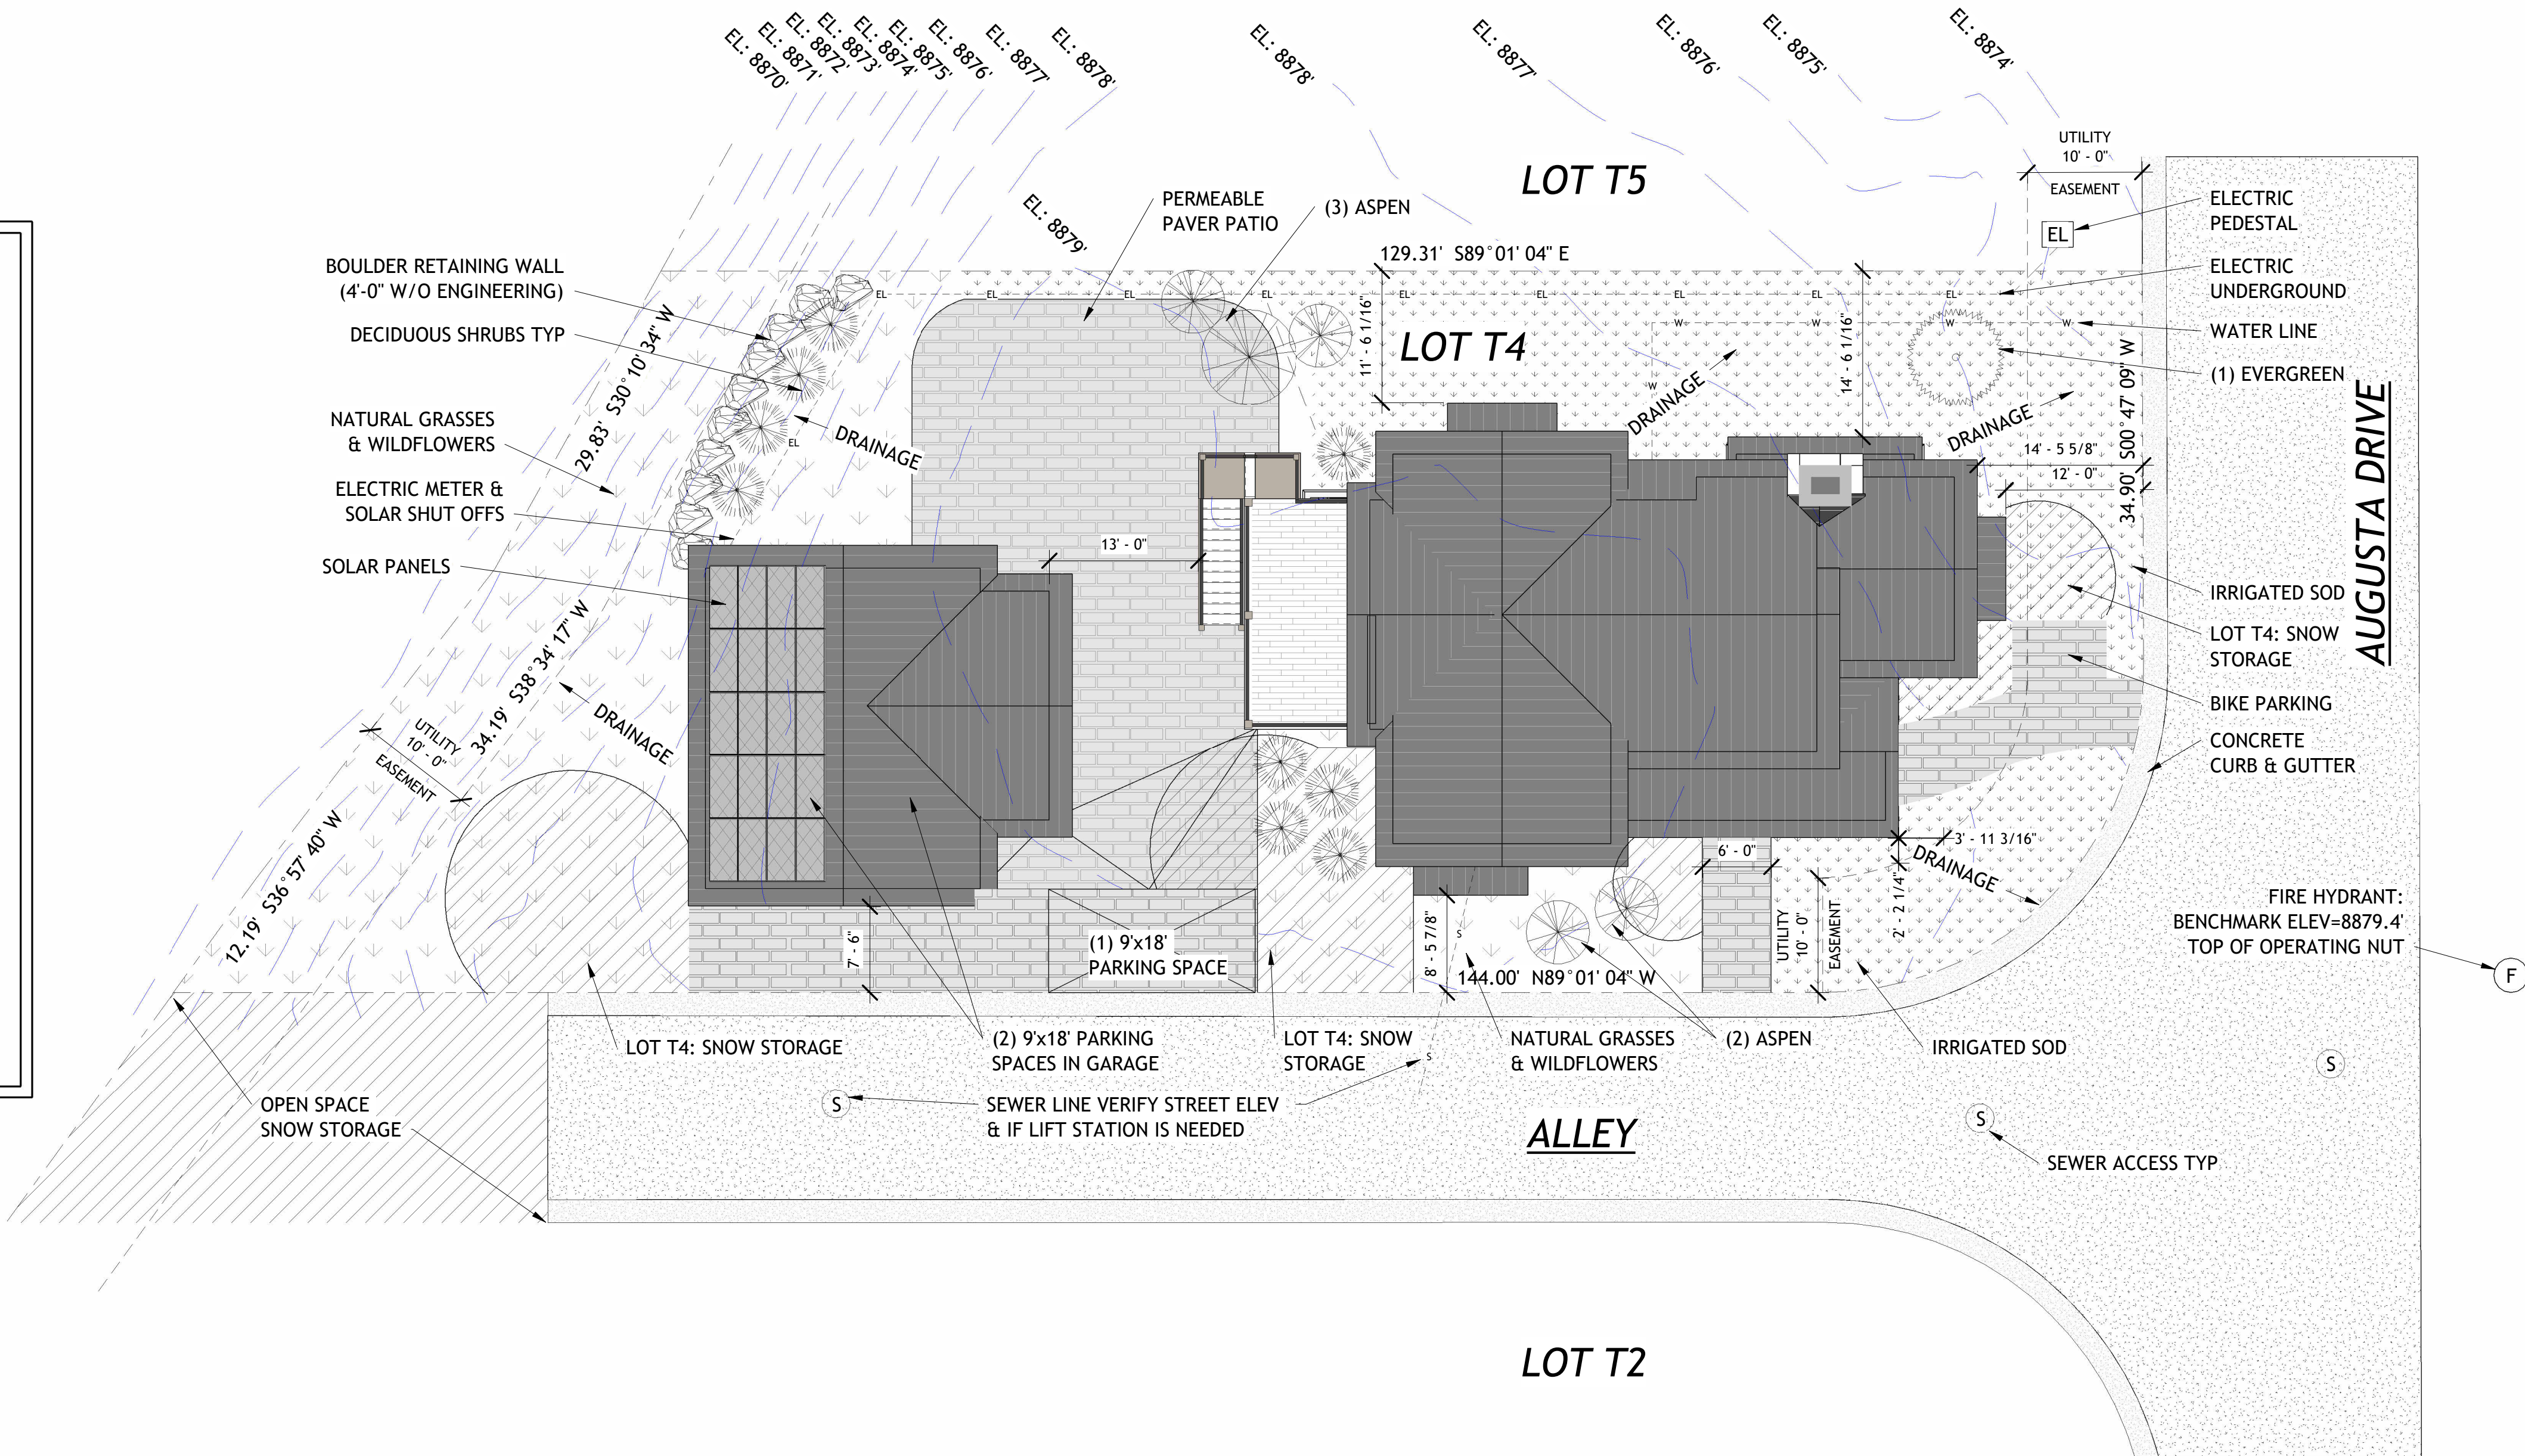 EL: 8870'
EL: 8871'
EL: 8872'
EL: 8873'
EL: 8874'
EL: 8875'
EL: 8876'
EL: 8877'
EL: 8878'
EL: 8878'
EL: 8877'
EL: 8876'
EL: 8875'
EL: 8874'
EL: 8879'
UTILITY
10' - 0"
EASEMENT
LOT T5
PERMEABLE
PAVER PATIO
(3) ASPEN
ELECTRIC
PEDESTAL
EL
129.31' S89°01' 04" E
BOULDER RETAINING WALL
(4'-0" W/O ENGINEERING)
ELECTRIC
UNDERGROUND
EL
EL
EL
EL
EL
EL
EL
EL
EL
DECIDUOUS SHRUBS TYP
29.83' S30°10' 34" W
11' - 6 1/16"
LOT T4
14' - 6 1/16"
W
W
W
W
W
WATER LINE
(1) EVERGREEN
DRAINAGE
DRAINAGE
34.90' S00°47' 09" W
AUGUSTA DRIVE
NATURAL GRASSES
& WILDFLOWERS
EL
DRAINAGE
14' - 5 5/8"
12' - 0"
ELECTRIC METER &
SOLAR SHUT OFFS
13' - 0"
SOLAR PANELS
IRRIGATED SOD
LOT T4: SNOW
STORAGE
34.19' S38°34' 17" W
DRAINAGE
UTILITY
10' - 0"
EASEMENT
BIKE PARKING
CONCRETE
CURB & GUTTER
12.19' S36°57' 40" W
6' - 0"
3' - 11 3/16"
DRAINAGE
2' - 2 1/4"
UTILITY
10' - 0"
EASEMENT
FIRE HYDRANT:
BENCHMARK ELEV=8879.4'
TOP OF OPERATING NUT
F
7' - 6"
(1) 9'x18'
PARKING SPACE
8' - 5 7/8"
S
144.00' N89°01' 04" W
LOT T4: SNOW STORAGE
(2) 9'x18' PARKING
SPACES IN GARAGE
LOT T4: SNOW
STORAGE
S
NATURAL GRASSES
& WILDFLOWERS
(2) ASPEN
IRRIGATED SOD
S
OPEN SPACE
SNOW STORAGE
S
SEWER LINE VERIFY STREET ELEV
& IF LIFT STATION IS NEEDED
ALLEY
S
SEWER ACCESS TYP
LOT T2